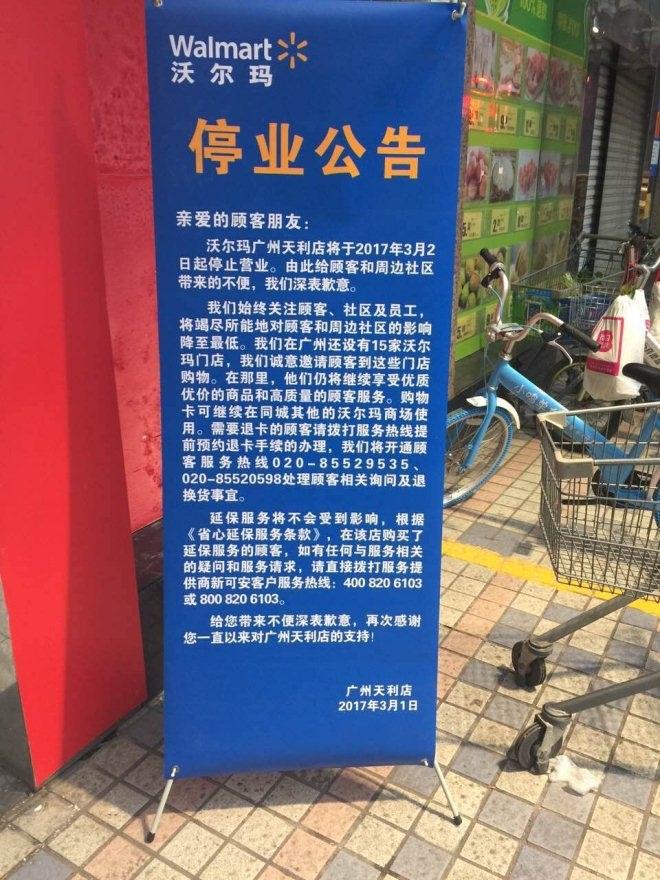 Walmart
沃尔玛
停业公告
亲爱的顾客朋友：
沃尔玛广州天利店将于2017年3月2
日起停止营业。由此给顾客和周边社区
带来的不便，我们深表歉意。
我们始终关注顾客、社区及员工，
将竭尽所能地对顾客和周边社区的影响
降至最低。我们在广州还设有15家沃尔
玛门店，我们诚意邀请顾客到这些门店
购物。在那里，他们仍将继续享受优质
优价的商品和高质量的顾客服务。购物
卡可继续在同城其他的沃尔玛商场使
用。需要退卡的顾客请拨打服务热线提
前预约退卡手续的办理，我们将开通顾
客服务热线020-85529535、
020-85520598处理顾客相关询问及退
换货事宜。
延保服务将不会受到影响，根据
《省心延保服务条款》，在该店购买了
延保服务的顾客，如有任何与服务相关
的疑问和服务请求，请直接拨打服务提
供商新可安客户服务热线：400 820 6103
或 800 820 6103。
给您带来不便深表歉意，再次感谢
您一直以来对广州天利店的支持！
广州天利店
2017年3月1日